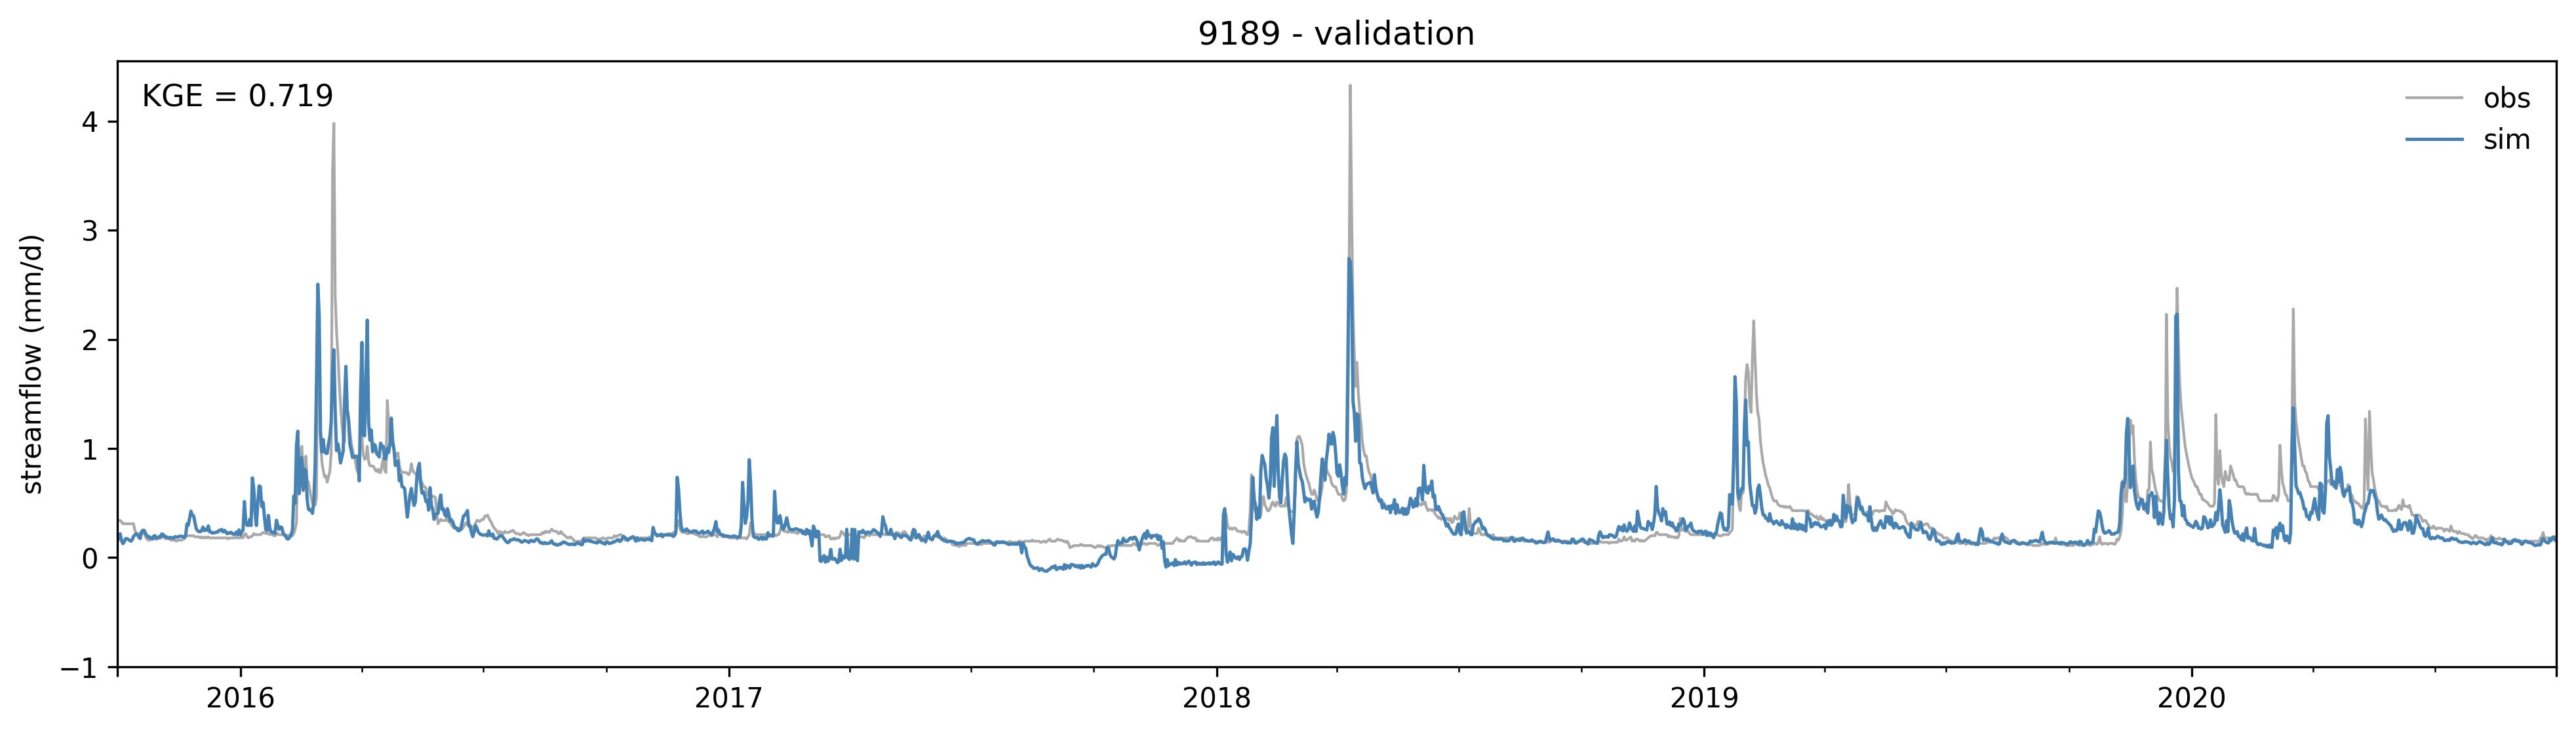 9189 - validation
KGE = 0.719
obs
sim
streamflow (mm/d)
4
3
2
1
0
−1
2016
2017
2018
2019
2020